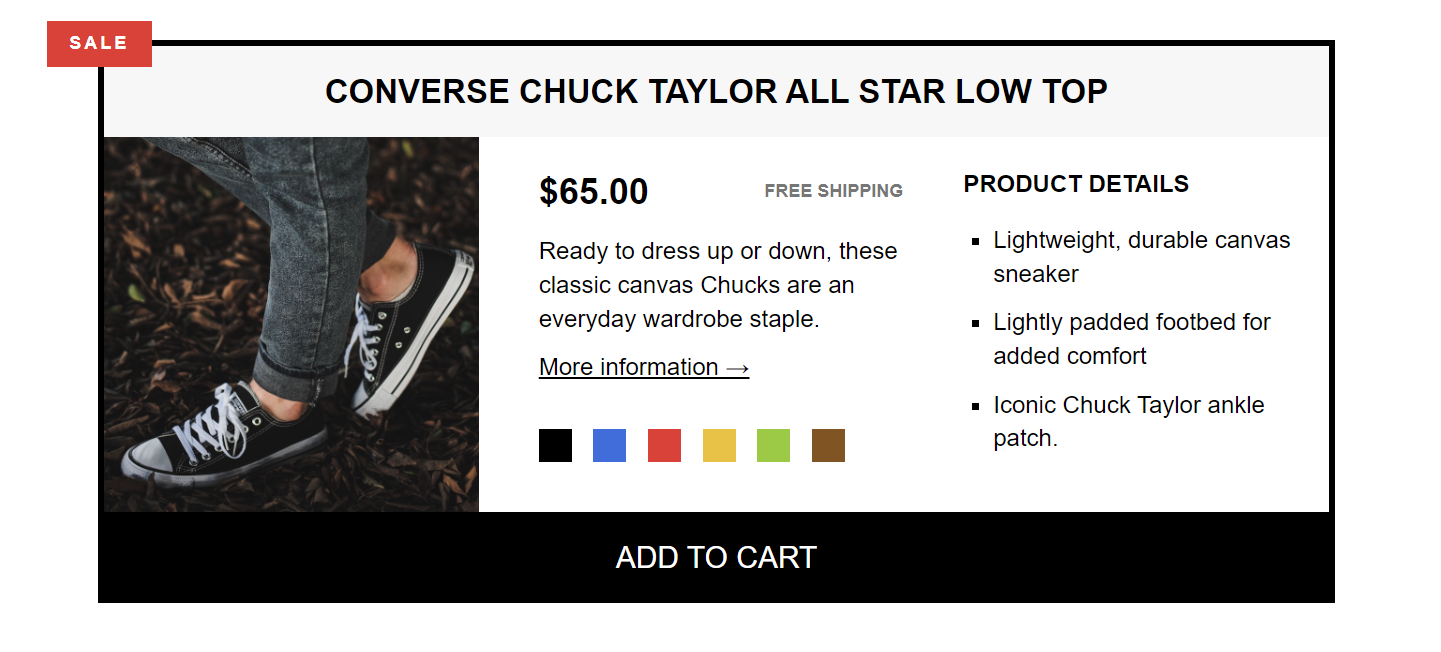 SALE
CONVERSE CHUCK TAYLOR ALL STAR LOW TOP
$65.00
FREE SHIPPING
Ready to dress up or down, these
classic canvas Chucks are an
everyday wardrobe staple.
More information →
PRODUCT DETAILS
Lightweight, durable canvas
sneaker
Lightly padded footbed for
added comfort
Iconic Chuck Taylor ankle
patch.
ADD TO CART